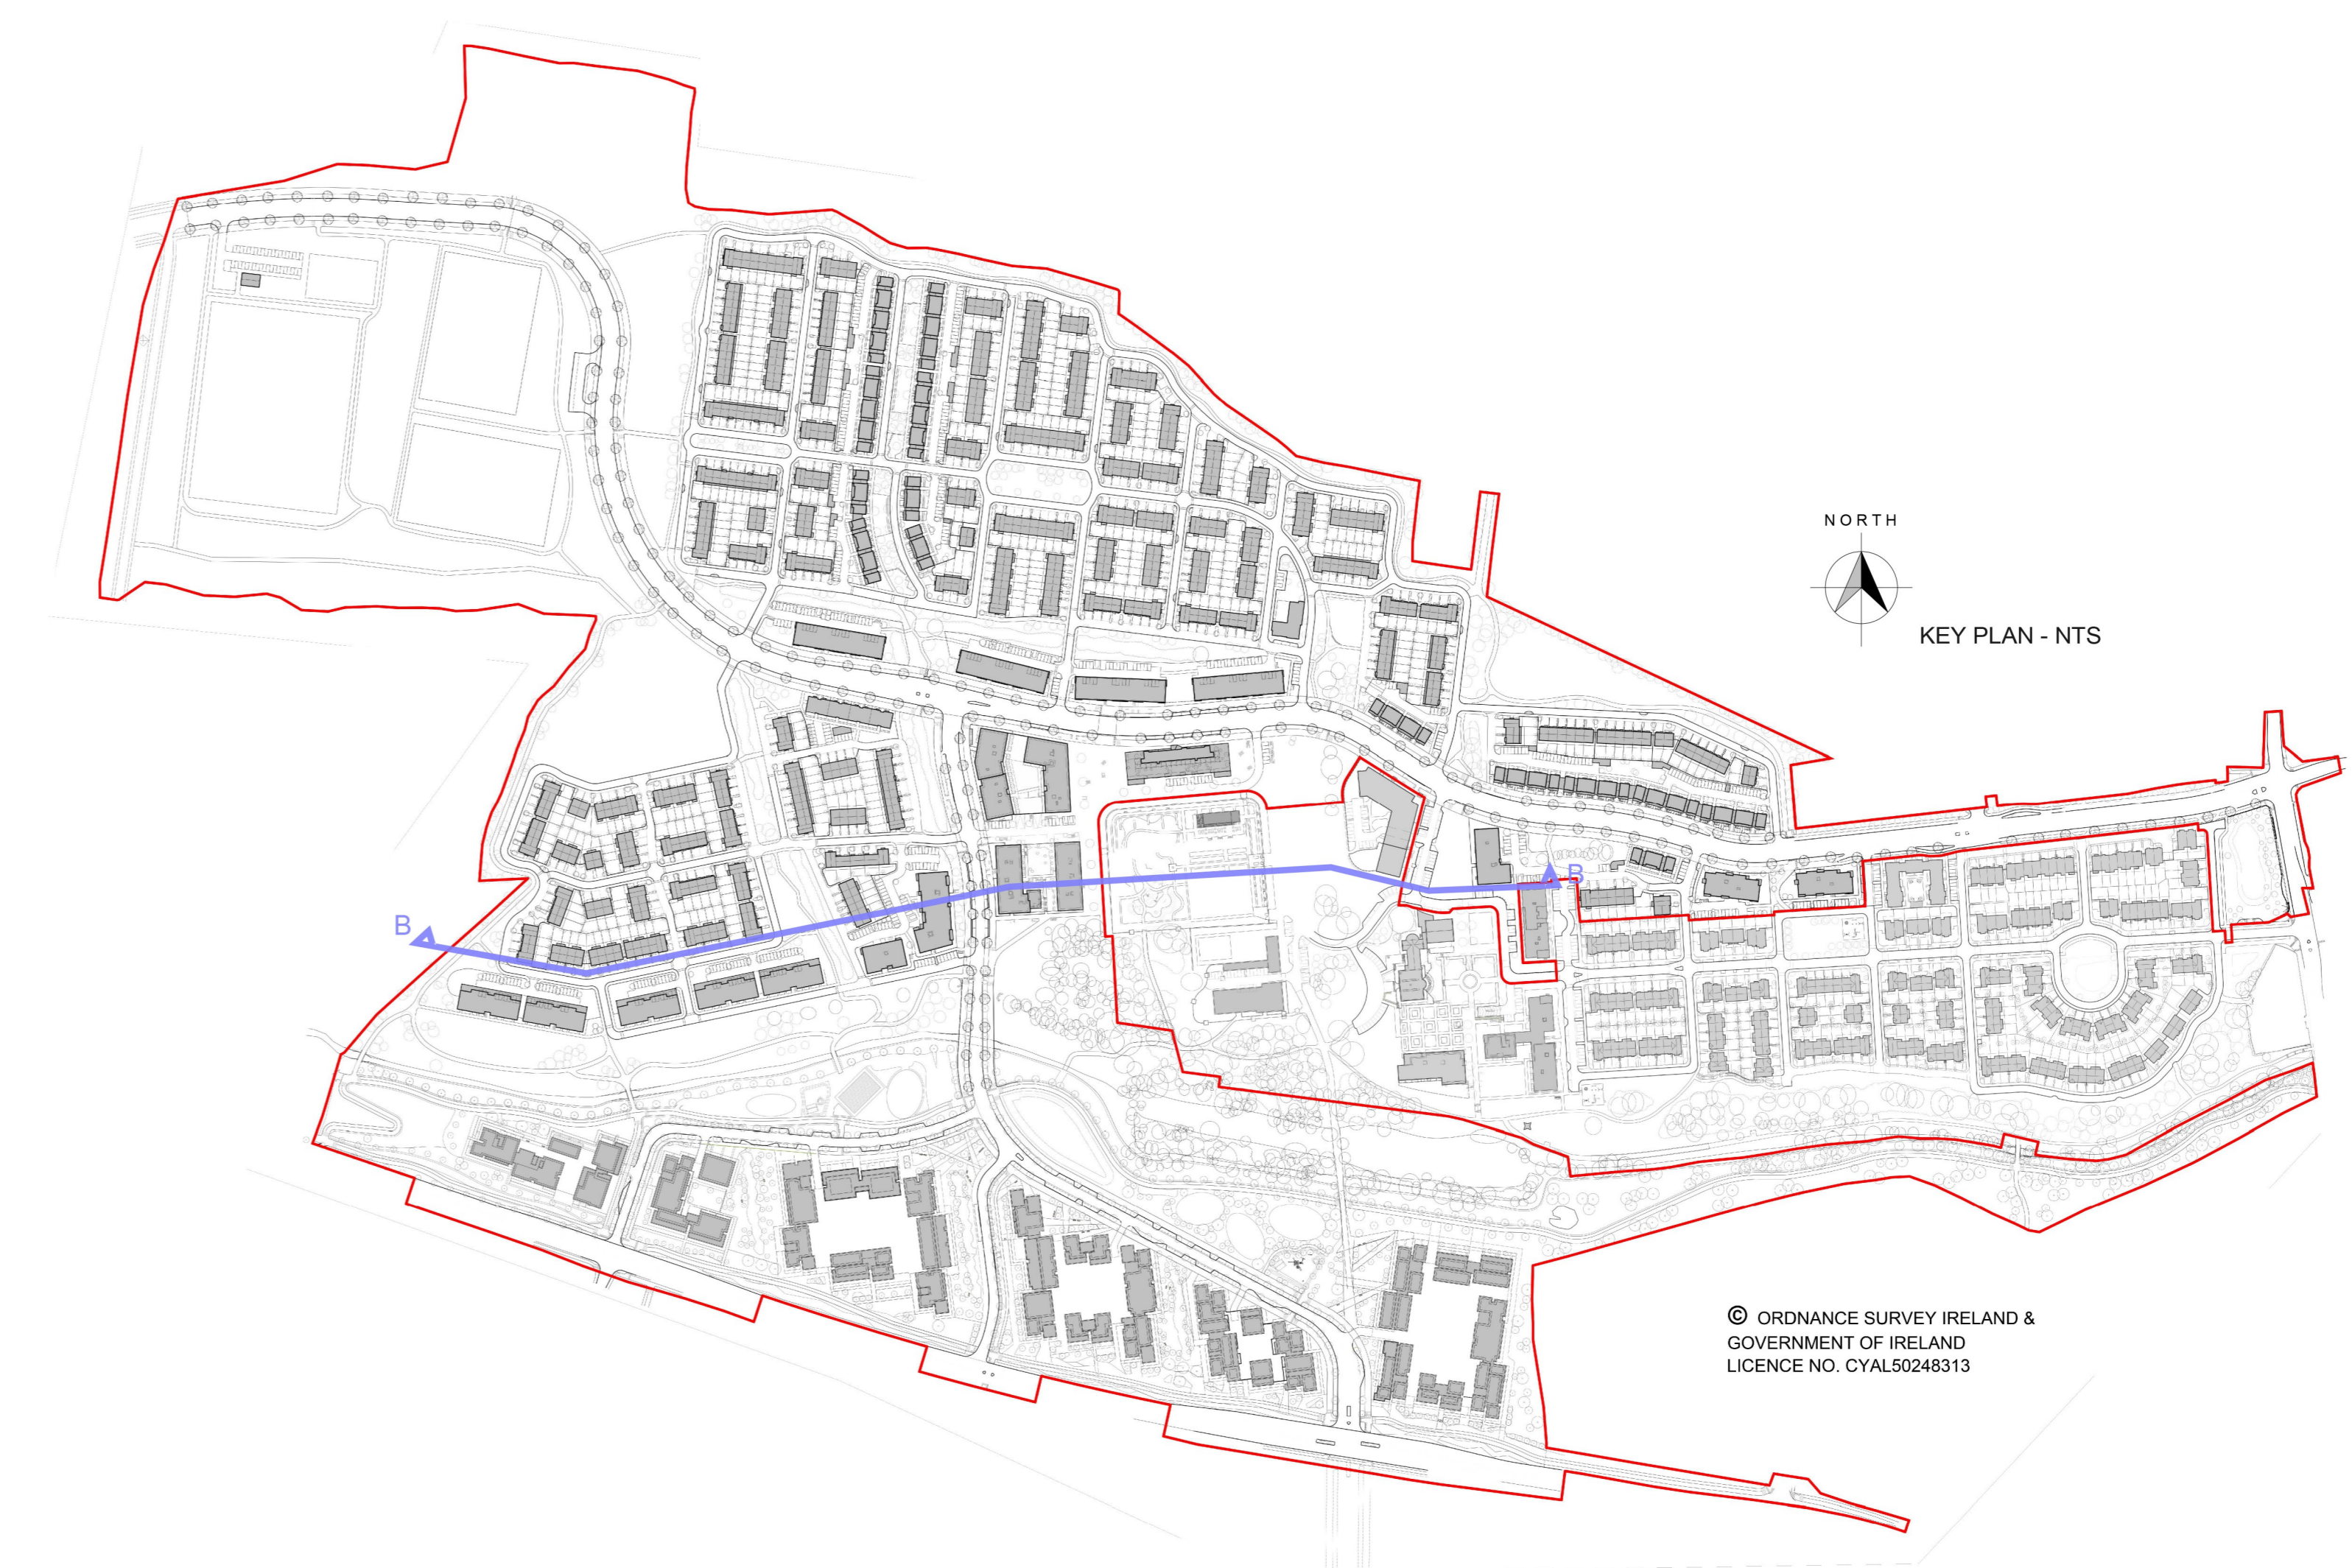 NORTH
KEY PLAN - NTS
B
B
© ORDNANCE SURVEY IRELAND &
GOVERNMENT OF IRELAND
LICENCE NO. CYAL50248313